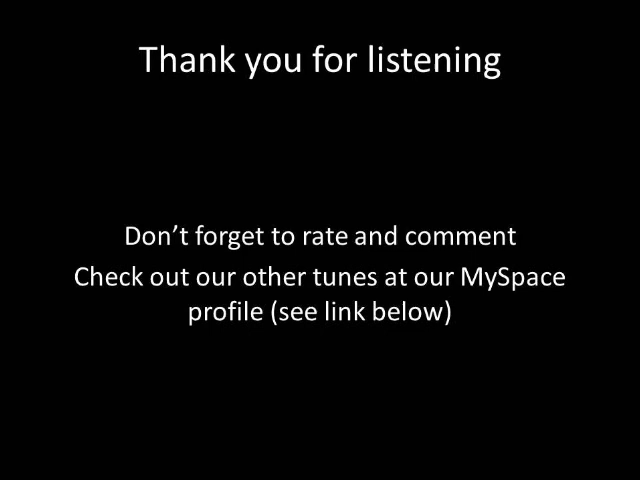 Thank you for listening
Don’t forget to rate and comment
Check out our other tunes at our MySpace
profile (see link below)